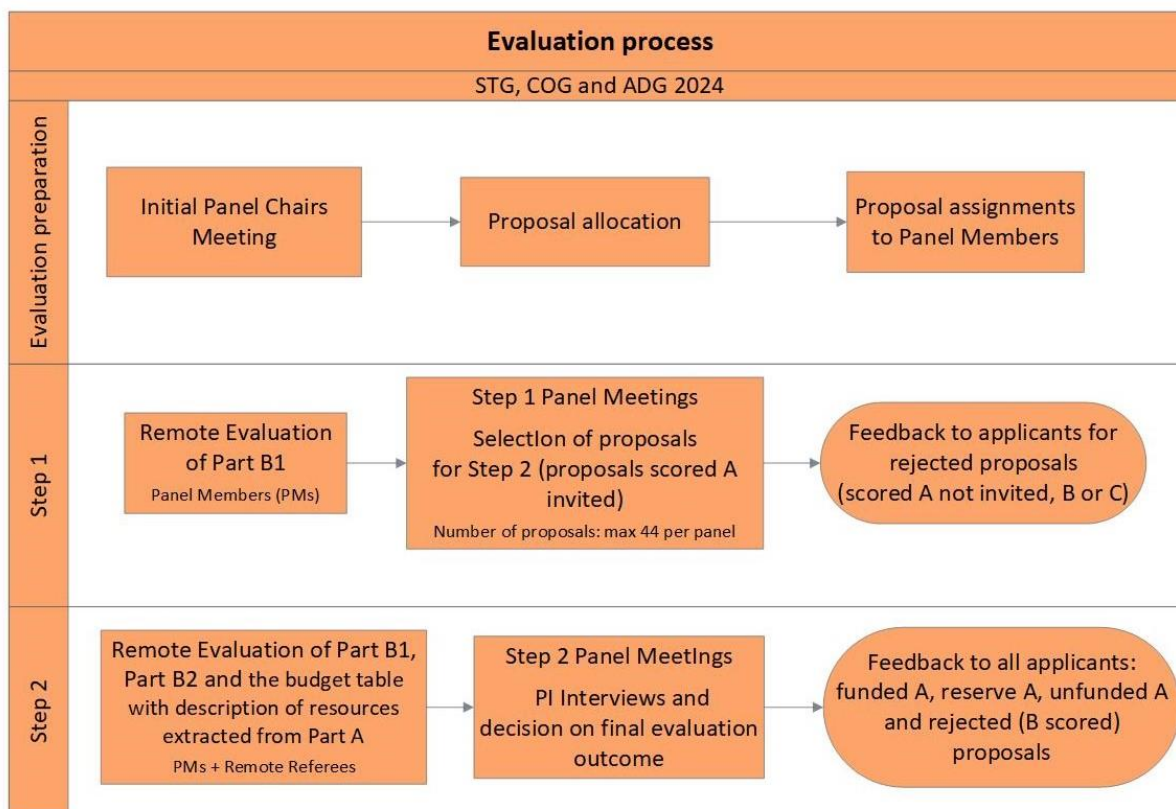 Evaluation process
STG, COG and ADG 2024
Evaluation preparation
Initial Panel Chairs
Meeting
Proposal allocation
Proposal assignments
to Panel Members
Step 1
Remote Evaluation
of Part B1
Panel Members (PMs)
Step 1 Panel Meetings
SelectIon of proposals
for Step 2 (proposals scored A
invited)
Number of proposals: max 44 per panel
Feedback to applicants for
rejected proposals
(scored A not invited, B or C)
Step 2
Remote Evaluation of Part B1,
Part B2 and the budget table
with description of resources
extracted from Part A
PMs + Remote Referees
Step 2 Panel MeetIngs
PI Interviews and
decision on final evaluation
outcome
Feedback to all applicants:
funded A, reserve A, unfunded A
and rejected (B scored)
proposals